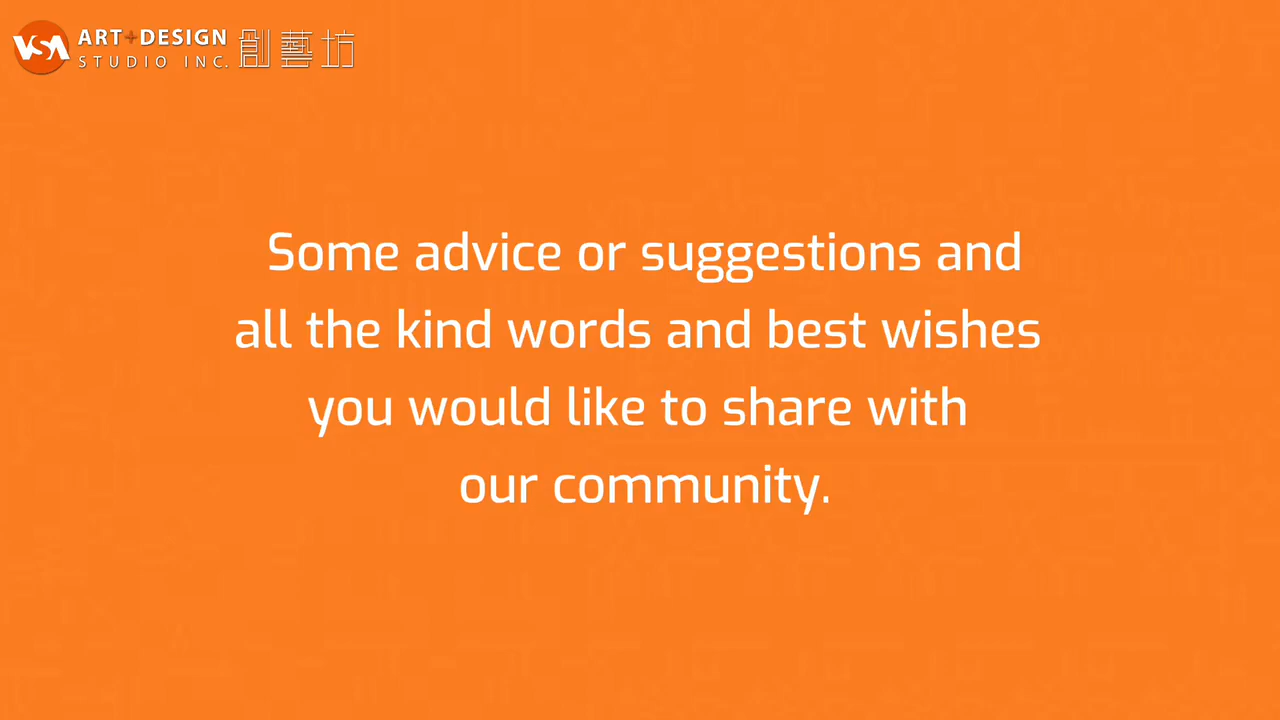 VSA ART+DESIGN 創藝坊
STUDIO INC.
Some advice or suggestions and
all the kind words and best wishes
you would like to share with
our community.